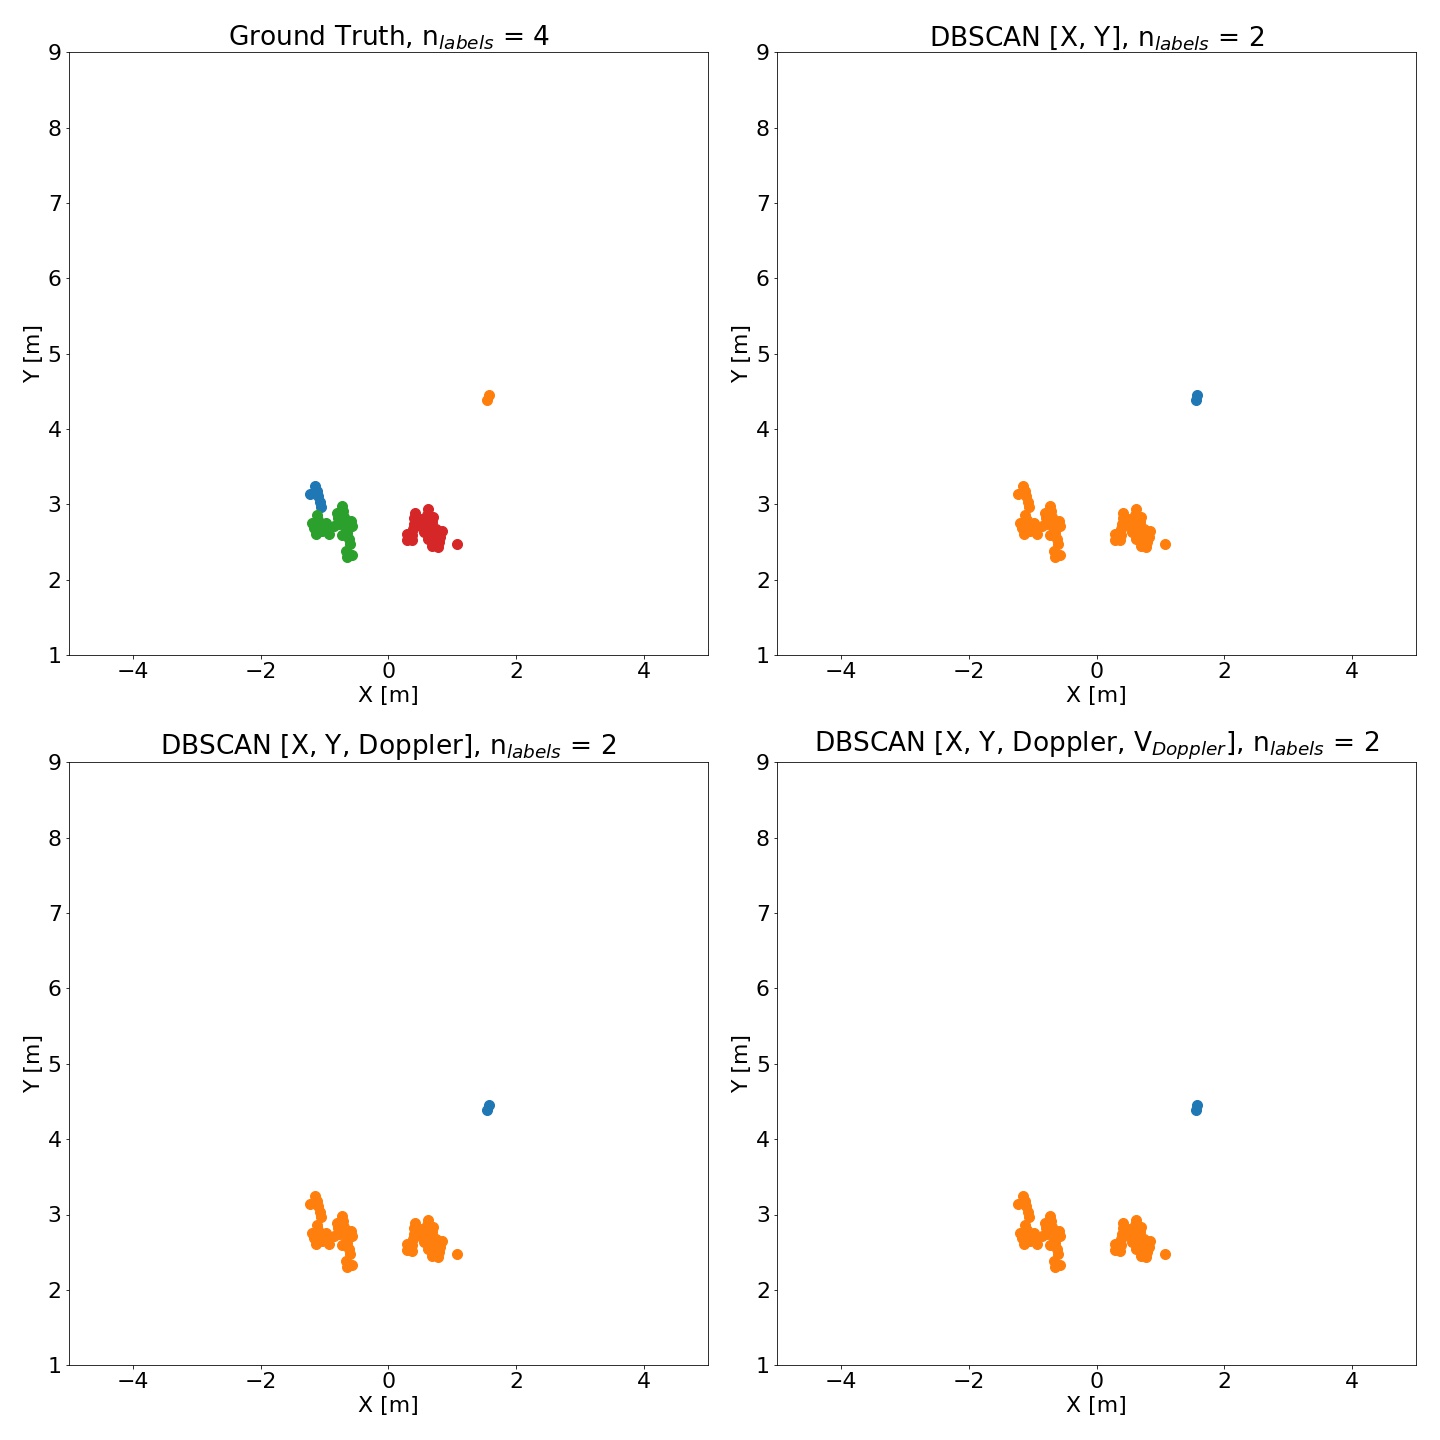 Ground Truth, n_labels = 4
9
8
7
6
5
4
3
2
1
Y [m]
−4 −2 0 2 4
X [m]
DBSCAN [X, Y], n_labels = 2
9
8
7
6
5
4
3
2
1
Y [m]
−4 −2 0 2 4
X [m]
DBSCAN [X, Y, Doppler], n_labels = 2
9
8
7
6
5
4
3
2
1
Y [m]
−4 −2 0 2 4
X [m]
DBSCAN [X, Y, Doppler, V_Doppler], n_labels = 2
9
8
7
6
5
4
3
2
1
Y [m]
−4 −2 0 2 4
X [m]